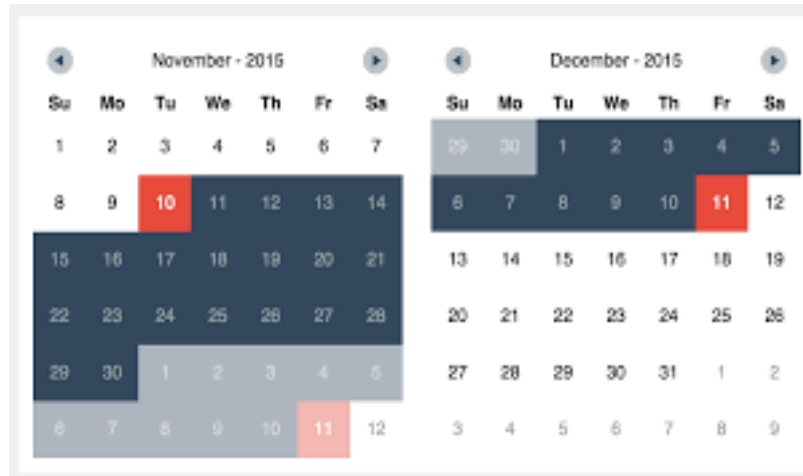 November - 2015
Su Mo Tu We Th Fr Sa
1 2 3 4 5 6 7
8 9 10 11 12 13 14
15 16 17 18 19 20 21
22 23 24 25 26 27 28
29 30 1 2 3 4 5
6 7 8 9 10 11 12
December - 2015
Su Mo Tu We Th Fr Sa
29 30 1 2 3 4 5
6 7 8 9 10 11 12
13 14 15 16 17 18 19
20 21 22 23 24 25 26
27 28 29 30 31 1 2
3 4 5 6 7 8 9